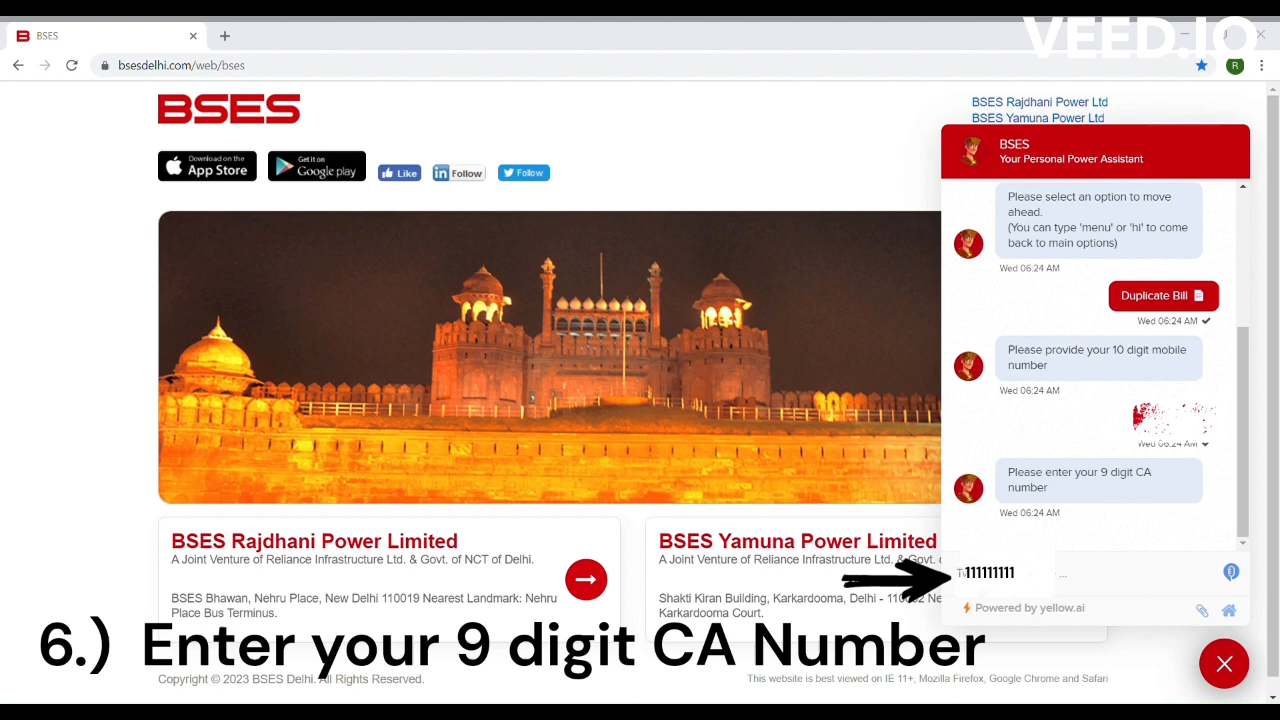 VEED.IO
BSES
bsesdelhi.com/web/bses
R
BSES
BSES Rajdhani Power Ltd
BSES Yamuna Power Ltd
Download on the
App Store
Get it on
Google play
Like
in Follow
Follow
BSES
Your Personal Power Assistant
Please select an option to move
ahead.
(You can type 'menu' or 'hi' to come
back to main options)
Wed 06:24 AM
Duplicate Bill
Wed 06:24 AM
Please provide your 10 digit mobile
number
Wed 06:24 AM
Wed 06:24 AM
Please enter your 9 digit CA
number
Wed 06:24 AM
111111111
...
Powered by yellow.ai
BSES Rajdhani Power Limited
A Joint Venture of Reliance Infrastructure Ltd. & Govt. of NCT of Delhi.
BSES Bhawan, Nehru Place, New Delhi 110019 Nearest Landmark: Nehru
Place Bus Terminus.
BSES Yamuna Power Limited
A Joint Venture of Reliance Infrastructure Ltd. & Govt.
Shakti Kiran Building, Karkardooma, Delhi -
Karkardooma Court.
6.) Enter your 9 digit CA Number
Copyright © 2023 BSES Delhi. All Rights Reserved.
This website is best viewed on IE 11+, Mozilla Firefox, Google Chrome and Safari